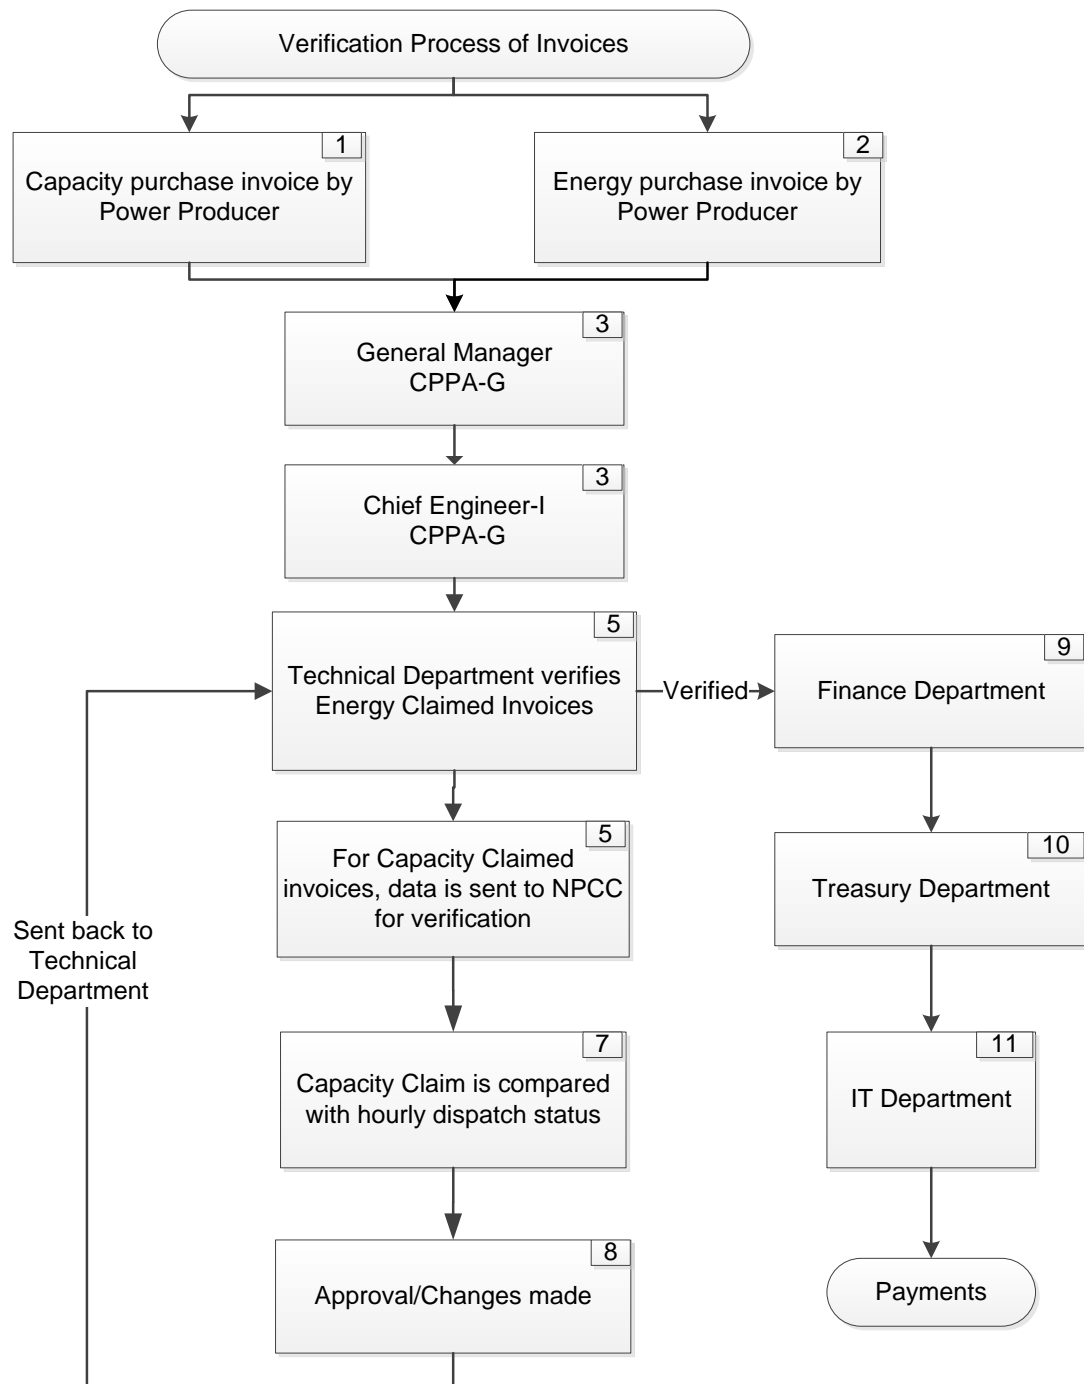 Verification Process of Invoices
1
Capacity purchase invoice by
Power Producer
2
Energy purchase invoice by
Power Producer
3
General Manager
CPPA-G
3
Chief Engineer-I
CPPA-G
5
Technical Department verifies
Energy Claimed Invoices
Verified
9
Finance Department
5
For Capacity Claimed
invoices, data is sent to NPCC
for verification
10
Treasury Department
Sent back to
Technical
Department
7
Capacity Claim is compared
with hourly dispatch status
11
IT Department
8
Approval/Changes made
Payments